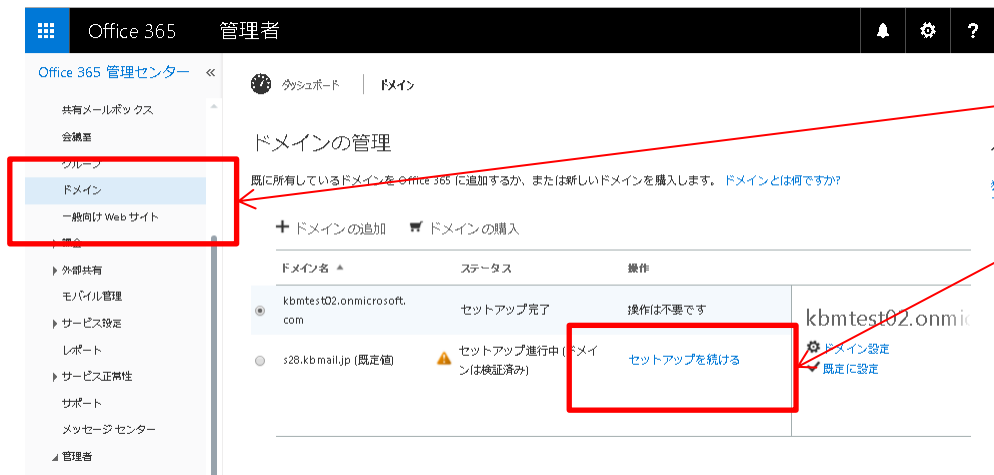 Office 365 管理者 ?
Office 365 管理センター «
ダッシュボード ドメイン
共有メールボックス
会議室
グループ
ドメイン
一般向け Web サイト
課金
外部共有
モバイル管理
サービス設定
レポート
サービス正常性
サポート
メッセージ センター
管理者
ドメインの管理
既に所有しているドメインを Office 365 に追加するか、または新しいドメインを購入します。 ドメインとは何ですか?
ドメインの追加 ドメインの購入
ドメイン名 ステータス 操作
kbmtest02.onmicrosoft.
com
セットアップ完了
操作は不要です
s28.kbmail.jp (既定値)
セットアップ進行中 (ドメイ
ンは検証済み)
セットアップを続ける
kbmtest02.onmic
ドメイン設定
既定に設定